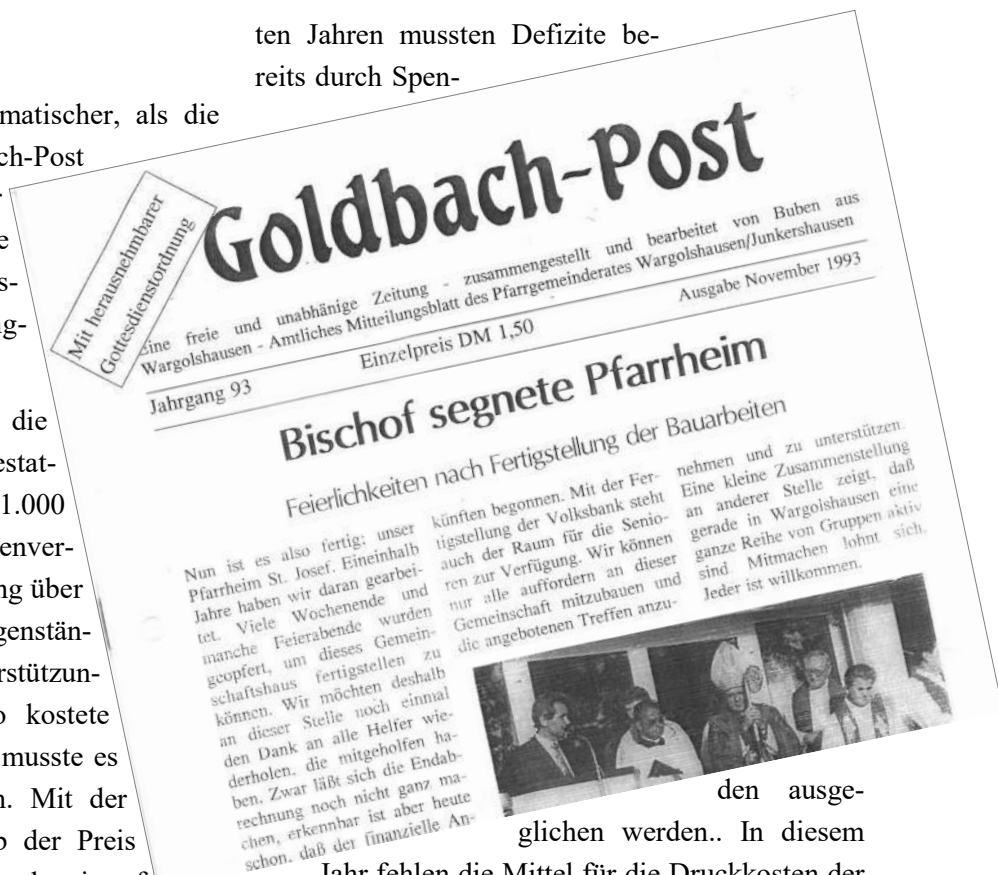 ten Jahren mussten Defizite be-
reits durch Spen-
matischer, als die
ch-Post
die
estat-
1.000
enver-
ng über
genstän-
rstützun-
kostete
musste es
n. Mit der
der Preis
Mit herausnehmbarer
Gottesdienstordnung
Goldbach-Post
Eine freie und unabhänige Zeitung - zusammengestellt und bearbeitet von Buben aus
Wargolshausen - Amtliches Mitteilungsblatt des Pfarrgemeinderates Wargolshausen/Junkershausen
Jahrgang 93 Einzelpreis DM 1,50 Ausgabe November 1993
Bischof segnete Pfarrheim
Feierlichkeiten nach Fertigstellung der Bauarbeiten
Nun ist es also fertig: unser
Pfarrheim St. Josef. Eineinhalb
Jahre haben wir daran gearbei-
tet. Viele Wochenende und
manche Feierabende wurden
geopfert, um dieses Gemein-
schaftshaus fertigstellen zu
können. Wir möchten deshalb
an dieser Stelle noch einmal
den Dank an alle Helfer wie-
derholen, die mitgeholfen ha-
ben. Zwar läßt sich die Endab-
rechnung noch nicht ganz ma-
chen, erkennbar ist aber heute
schon, daß der finanzielle An-
künften begonnen. Mit der Fer-
tigstellung der Volksbank steht
auch der Raum für die Senio-
ren zur Verfügung. Wir können
nur alle auffordern an dieser
Gemeinschaft mitzubauen und
die angebotenen Treffen anzu-
nehmen und zu unterstützen.
Eine kleine Zusammenstellung
an anderer Stelle zeigt, daß
gerade in Wargolshausen eine
ganze Reihe von Gruppen aktiv
sind. Mitmachen lohnt sich.
Jeder ist willkommen.
den ausge-
glichen werden.. In diesem
Jahr fehlen die Mittel für die Druckkosten der